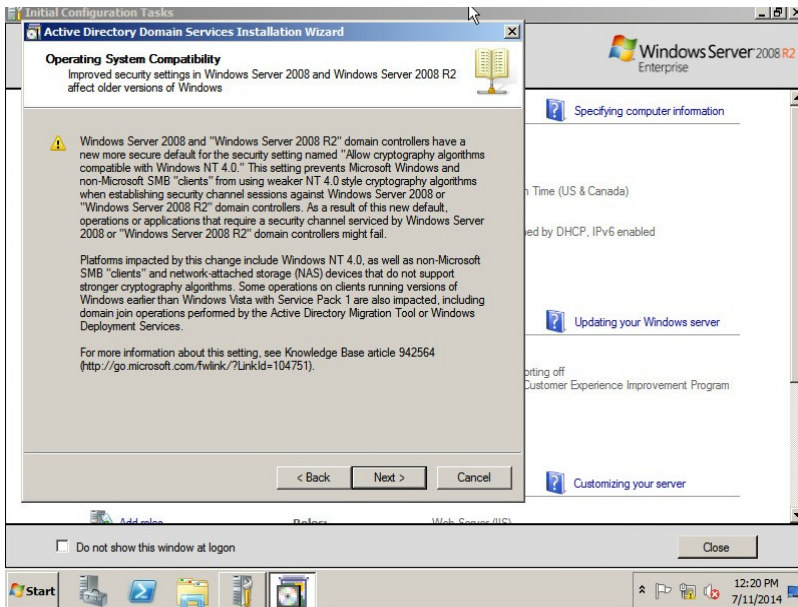 Initial Configuration Tasks
Active Directory Domain Services Installation Wizard
Operating System Compatibility
Improved security settings in Windows Server 2008 and Windows Server 2008 R2
affect older versions of Windows
Windows Server 2008 and "Windows Server 2008 R2" domain controllers have a
new more secure default for the security setting named "Allow cryptography algorithms
compatible with Windows NT 4.0." This setting prevents Microsoft Windows and
non-Microsoft SMB "clients" from using weaker NT 4.0 style cryptography algorithms
when establishing security channel sessions against Windows Server 2008 or
"Windows Server 2008 R2" domain controllers. As a result of this new default,
operations or applications that require a security channel serviced by Windows Server
2008 or "Windows Server 2008 R2" domain controllers might fail.
Platforms impacted by this change include Windows NT 4.0, as well as non-Microsoft
SMB "clients" and network-attached storage (NAS) devices that do not support
stronger cryptography algorithms. Some operations on clients running versions of
Windows earlier than Windows Vista with Service Pack 1 are also impacted, including
domain join operations performed by the Active Directory Migration Tool or Windows
Deployment Services.
For more information about this setting, see Knowledge Base article 942564
(http://go.microsoft.com/fwlink/?LinkId=104751).
< Back Next > Cancel
Windows Server 2008 R2
Enterprise
Specifying computer information
n Time (US & Canada)
ed by DHCP, IPv6 enabled
Updating your Windows server
orting off
Customer Experience Improvement Program
Customizing your server
Add roles Roles: Web Server (IIS)
Do not show this window at logon Close
Start 12:20 PM
7/11/2014